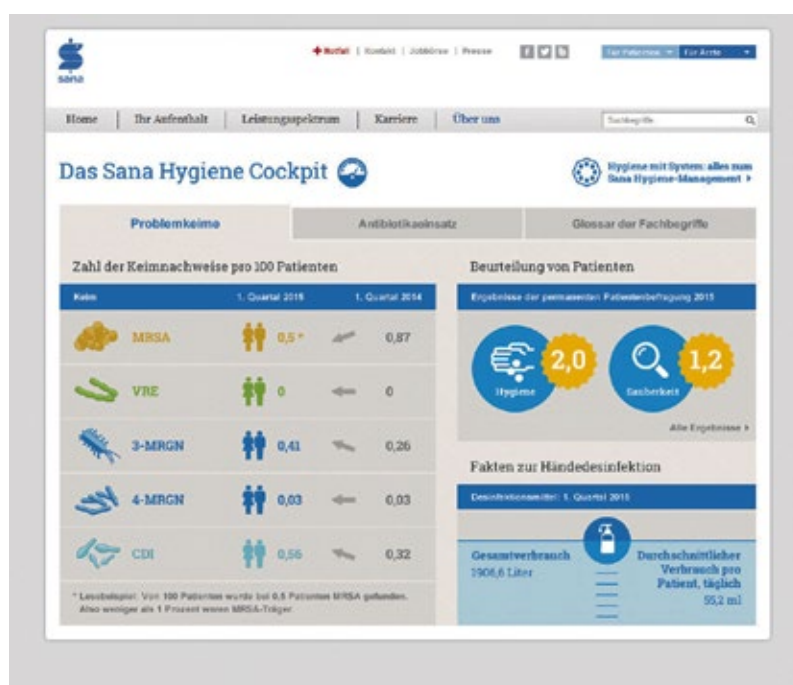 sana
Notfall | Kontakt | Jobbörse | Presse
Für Patienten Für Ärzte
Home | Ihr Aufenthalt | Leistungsspektrum | Karriere | Über uns
Suchbegriffe
Das Sana Hygiene Cockpit
Hygiene mit System: alles zum
Sana Hygiene-Management
Problemkeime
Antibiotikaeinsatz
Glossar der Fachbegriffe
Zahl der Keimnachweise pro 100 Patienten
Keim 1. Quartal 2015 1. Quartal 2014
MRSA 0,5 * 0,87
VRE 0 0
3-MRGN 0,41 0,26
4-MRGN 0,03 0,03
CDI 0,56 0,32
* Lesebeispiel: Von 100 Patienten wurde bei 0,5 Patienten MRSA gefunden.
Also weniger als 1 Prozent waren MRSA-Träger
Beurteilung von Patienten
Ergebnisse der permanenten Patientenbefragung 2015
Hygiene 2,0
Sauberkeit 1,2
Alle Ergebnisse
Fakten zur Händedesinfektion
Desinfektionsmittel: 1. Quartal 2015
Gesamtverbrauch
1906,6 Liter
Durchschnittlicher
Verbrauch pro
Patient, täglich
55,2 ml